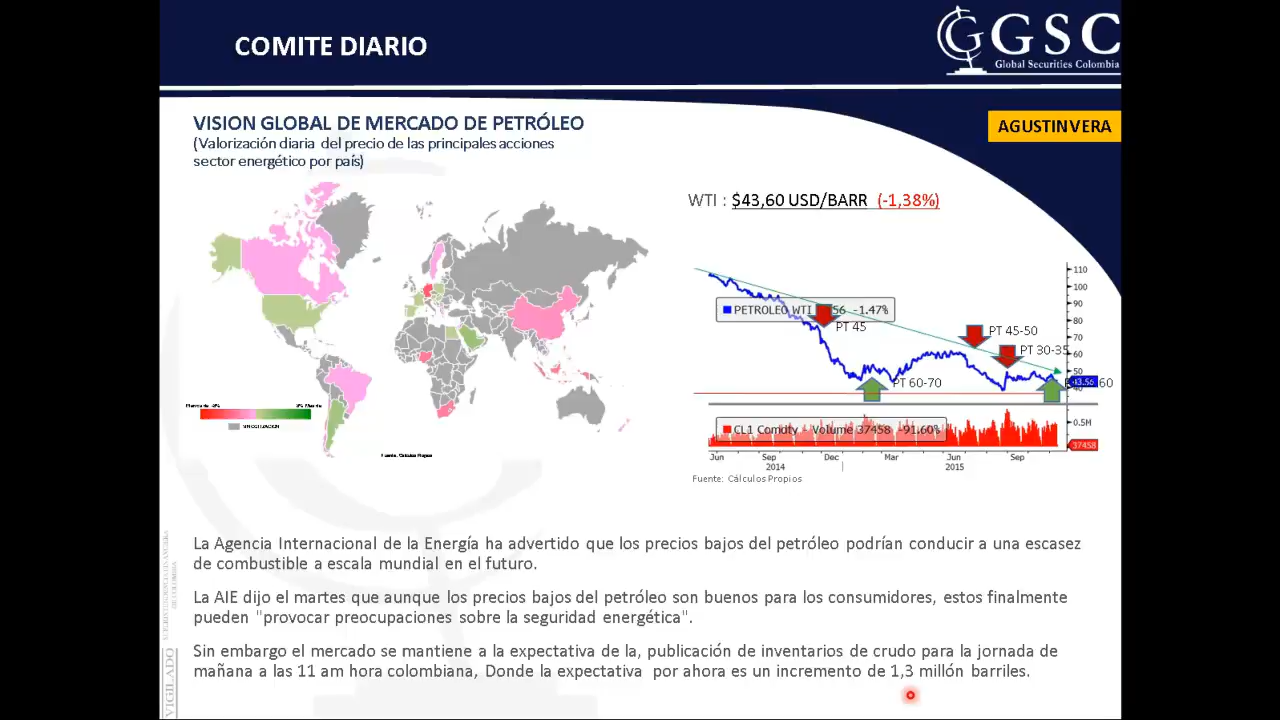 COMITE DIARIO
GGSC
Global Securities Colombia
AGUSTIN VERA
VISION GLOBAL DE MERCADO DE PETRÓLEO
(Valorización diaria del precio de las principales acciones
sector energético por país)
WTI : $43,60 USD/BARR (-1,38%)
110
100
90
80
70
60
50
PETROLEO WTI 56 -1.47%
PT 45
PT 45-50
PT 30-35
PT 60-70
43.56
60
CL1 Comdty Volume 37458 -91.60%
0.5M
37458
Jun Sep Dec Mar Jun Sep
2014 2015
Fuente: Cálculos Propios
Fuente: Cálculos Propios
La Agencia Internacional de la Energía ha advertido que los precios bajos del petróleo podrían conducir a una escasez
de combustible a escala mundial en el futuro.
La AIE dijo el martes que aunque los precios bajos del petróleo son buenos para los consumidores, estos finalmente
pueden "provocar preocupaciones sobre la seguridad energética".
Sin embargo el mercado se mantiene a la expectativa de la, publicación de inventarios de crudo para la jornada de
mañana a las 11 am hora colombiana, Donde la expectativa por ahora es un incremento de 1,3 millón barriles.
VIGILADO